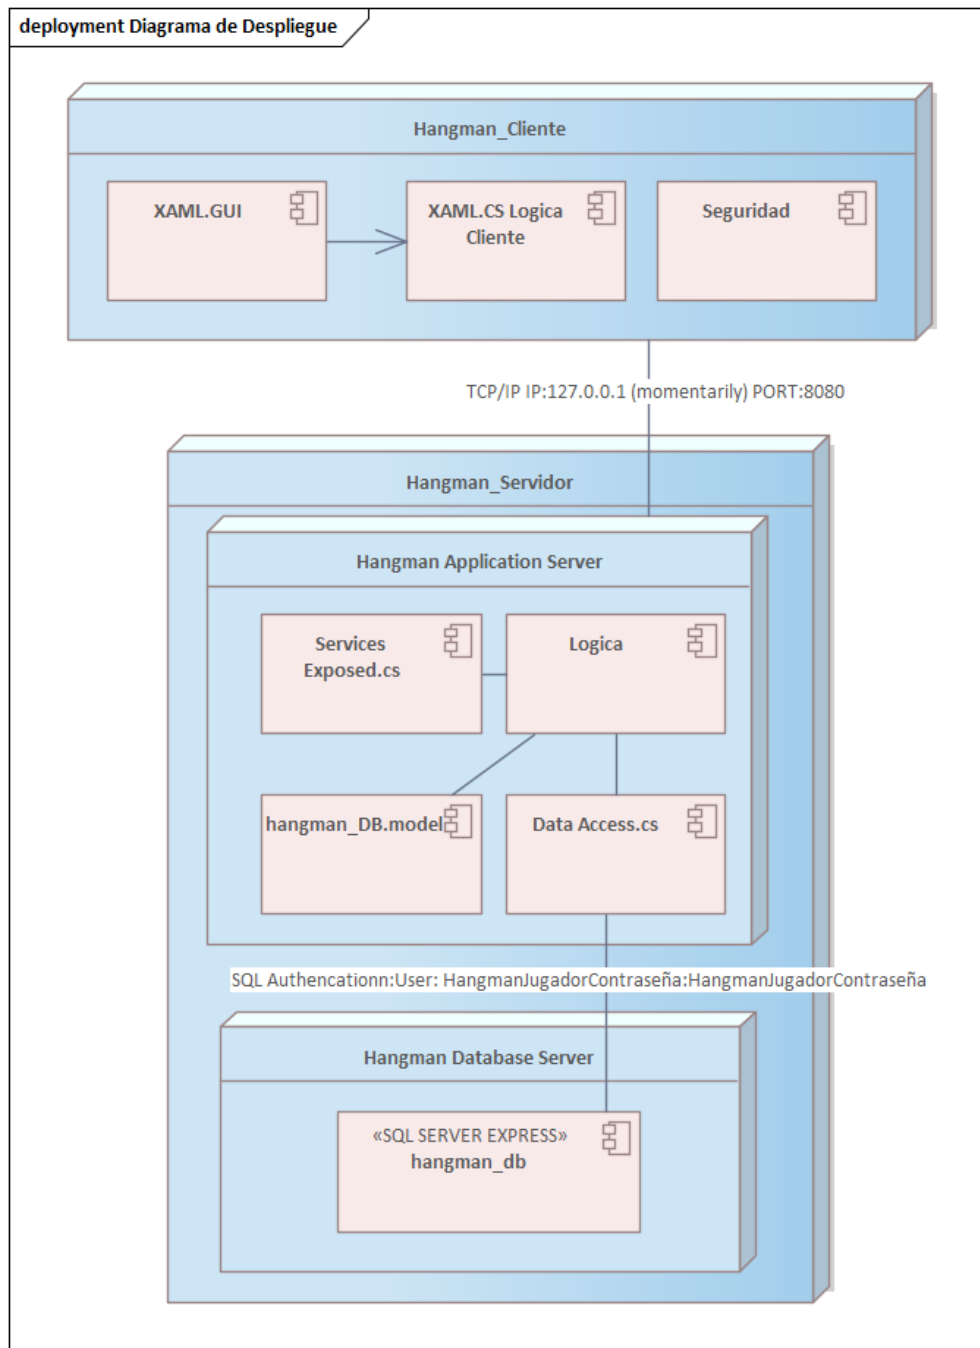 deployment Diagrama de Despliegue
Hangman_Cliente
XAML.GUI
XAML.CS Logica
Cliente
Seguridad
TCP/IP IP:127.0.0.1 (momentarily) PORT:8080
Hangman_Servidor
Hangman Application Server
Services
Exposed.cs
Logica
hangman_DB.model
Data Access.cs
SQL Authencationn:User: HangmanJugadorContraseña:HangmanJugadorContraseña
Hangman Database Server
«SQL SERVER EXPRESS»
hangman_db